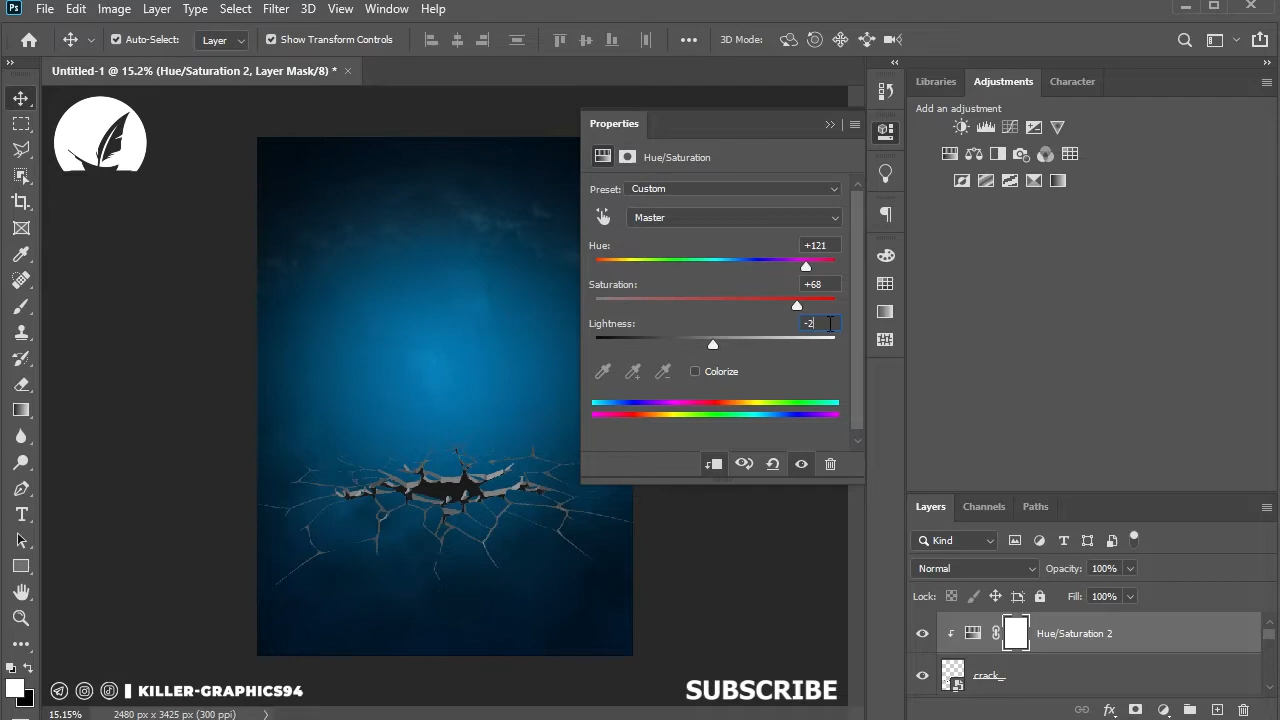 Ps File Edit Image Layer Type Select Filter 3D View Window Help
Auto-Select: Layer Show Transform Controls 3D Mode:
Untitled-1 @ 15.2% (Hue/Saturation 2, Layer Mask/8) *
Libraries Adjustments Character
Add an adjustment
Properties
Hue/Saturation
Preset: Custom
Master
Hue: +121
Saturation: +68
Lightness: -2
Colorize
Layers Channels Paths
Kind
Normal Opacity: 100%
Lock: Fill: 100%
Hue/Saturation 2
crack_
KILLER-GRAPHICS94
SUBSCRIBE
15.15% 2480 px x 3425 px (300 ppi)